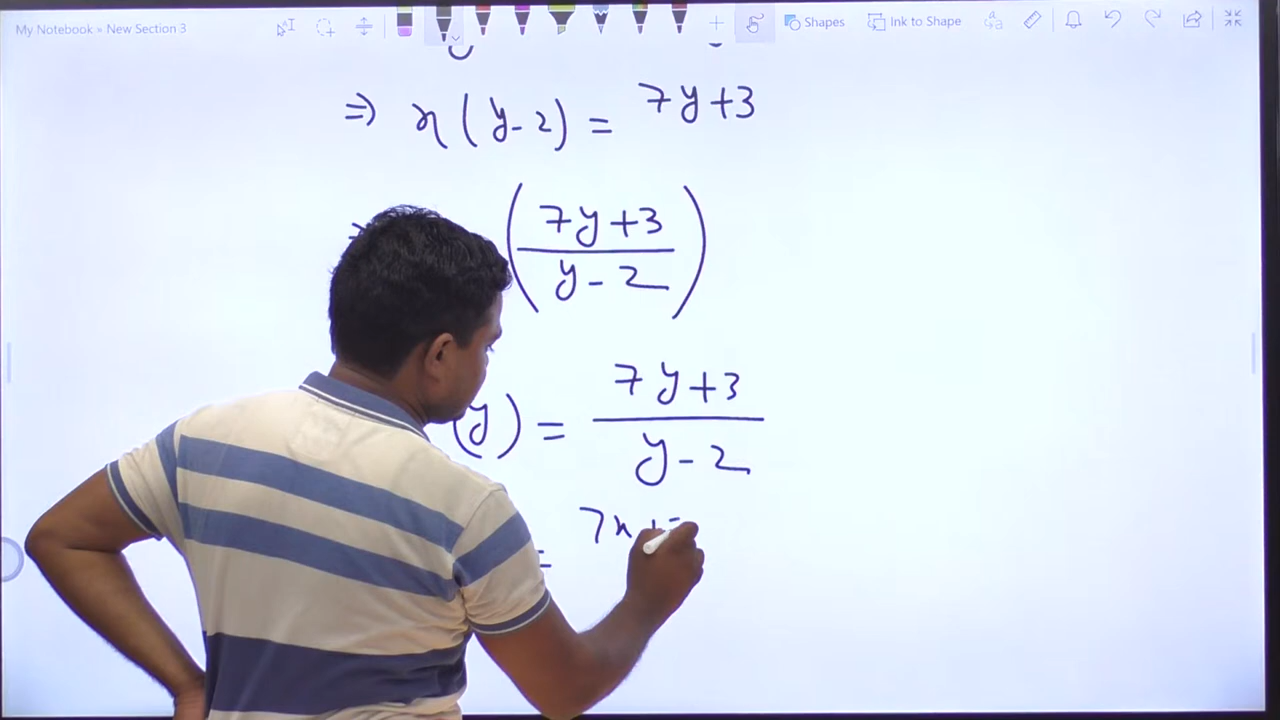 My Notebook » New Section 3
Shapes
Ink to Shape
⇒ x(y-2) = 7y+3
(7y+3
y-2)
y) = 7y+3
y-2
= 7x+